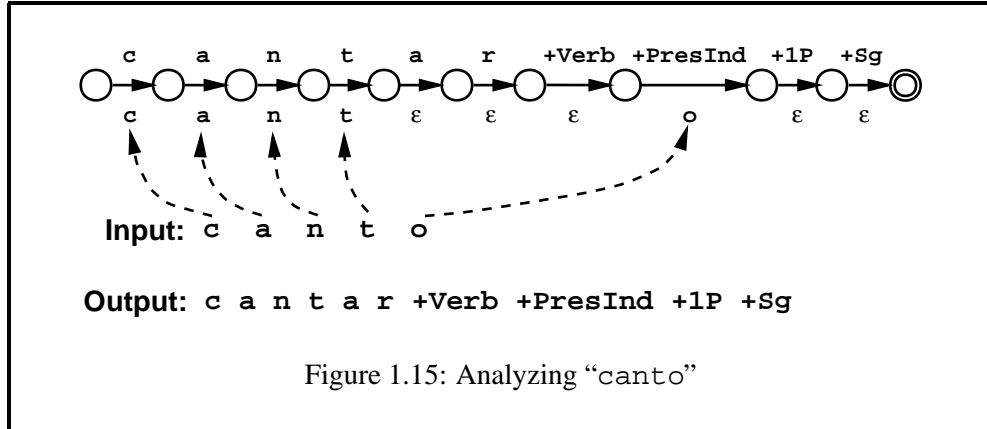 c a n t a r +Verb +PresInd +1P +Sg
c a n t ε ε ε o ε ε
Input: c a n t o
Output: c a n t a r +Verb +PresInd +1P +Sg
Figure 1.15: Analyzing “canto”